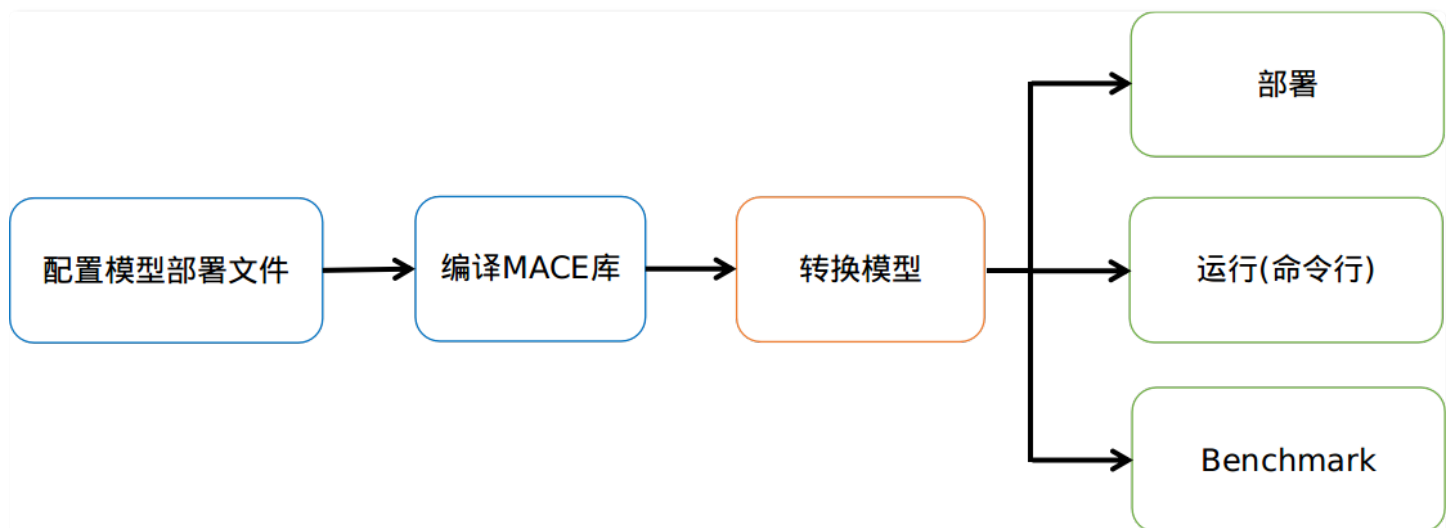 配置模型部署文件
编译MACE库
转换模型
部署
运行(命令行)
Benchmark